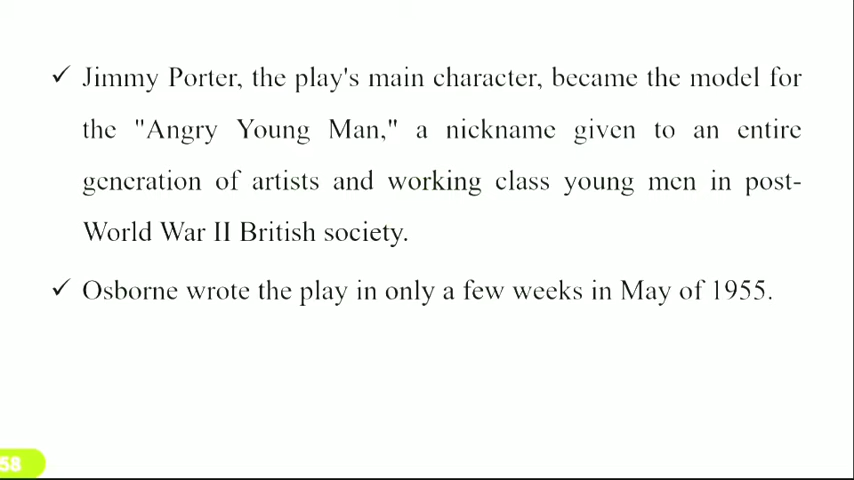 ✓ Jimmy Porter, the play's main character, became the model for
the "Angry Young Man," a nickname given to an entire
generation of artists and working class young men in post-
World War II British society.
✓ Osborne wrote the play in only a few weeks in May of 1955.
58